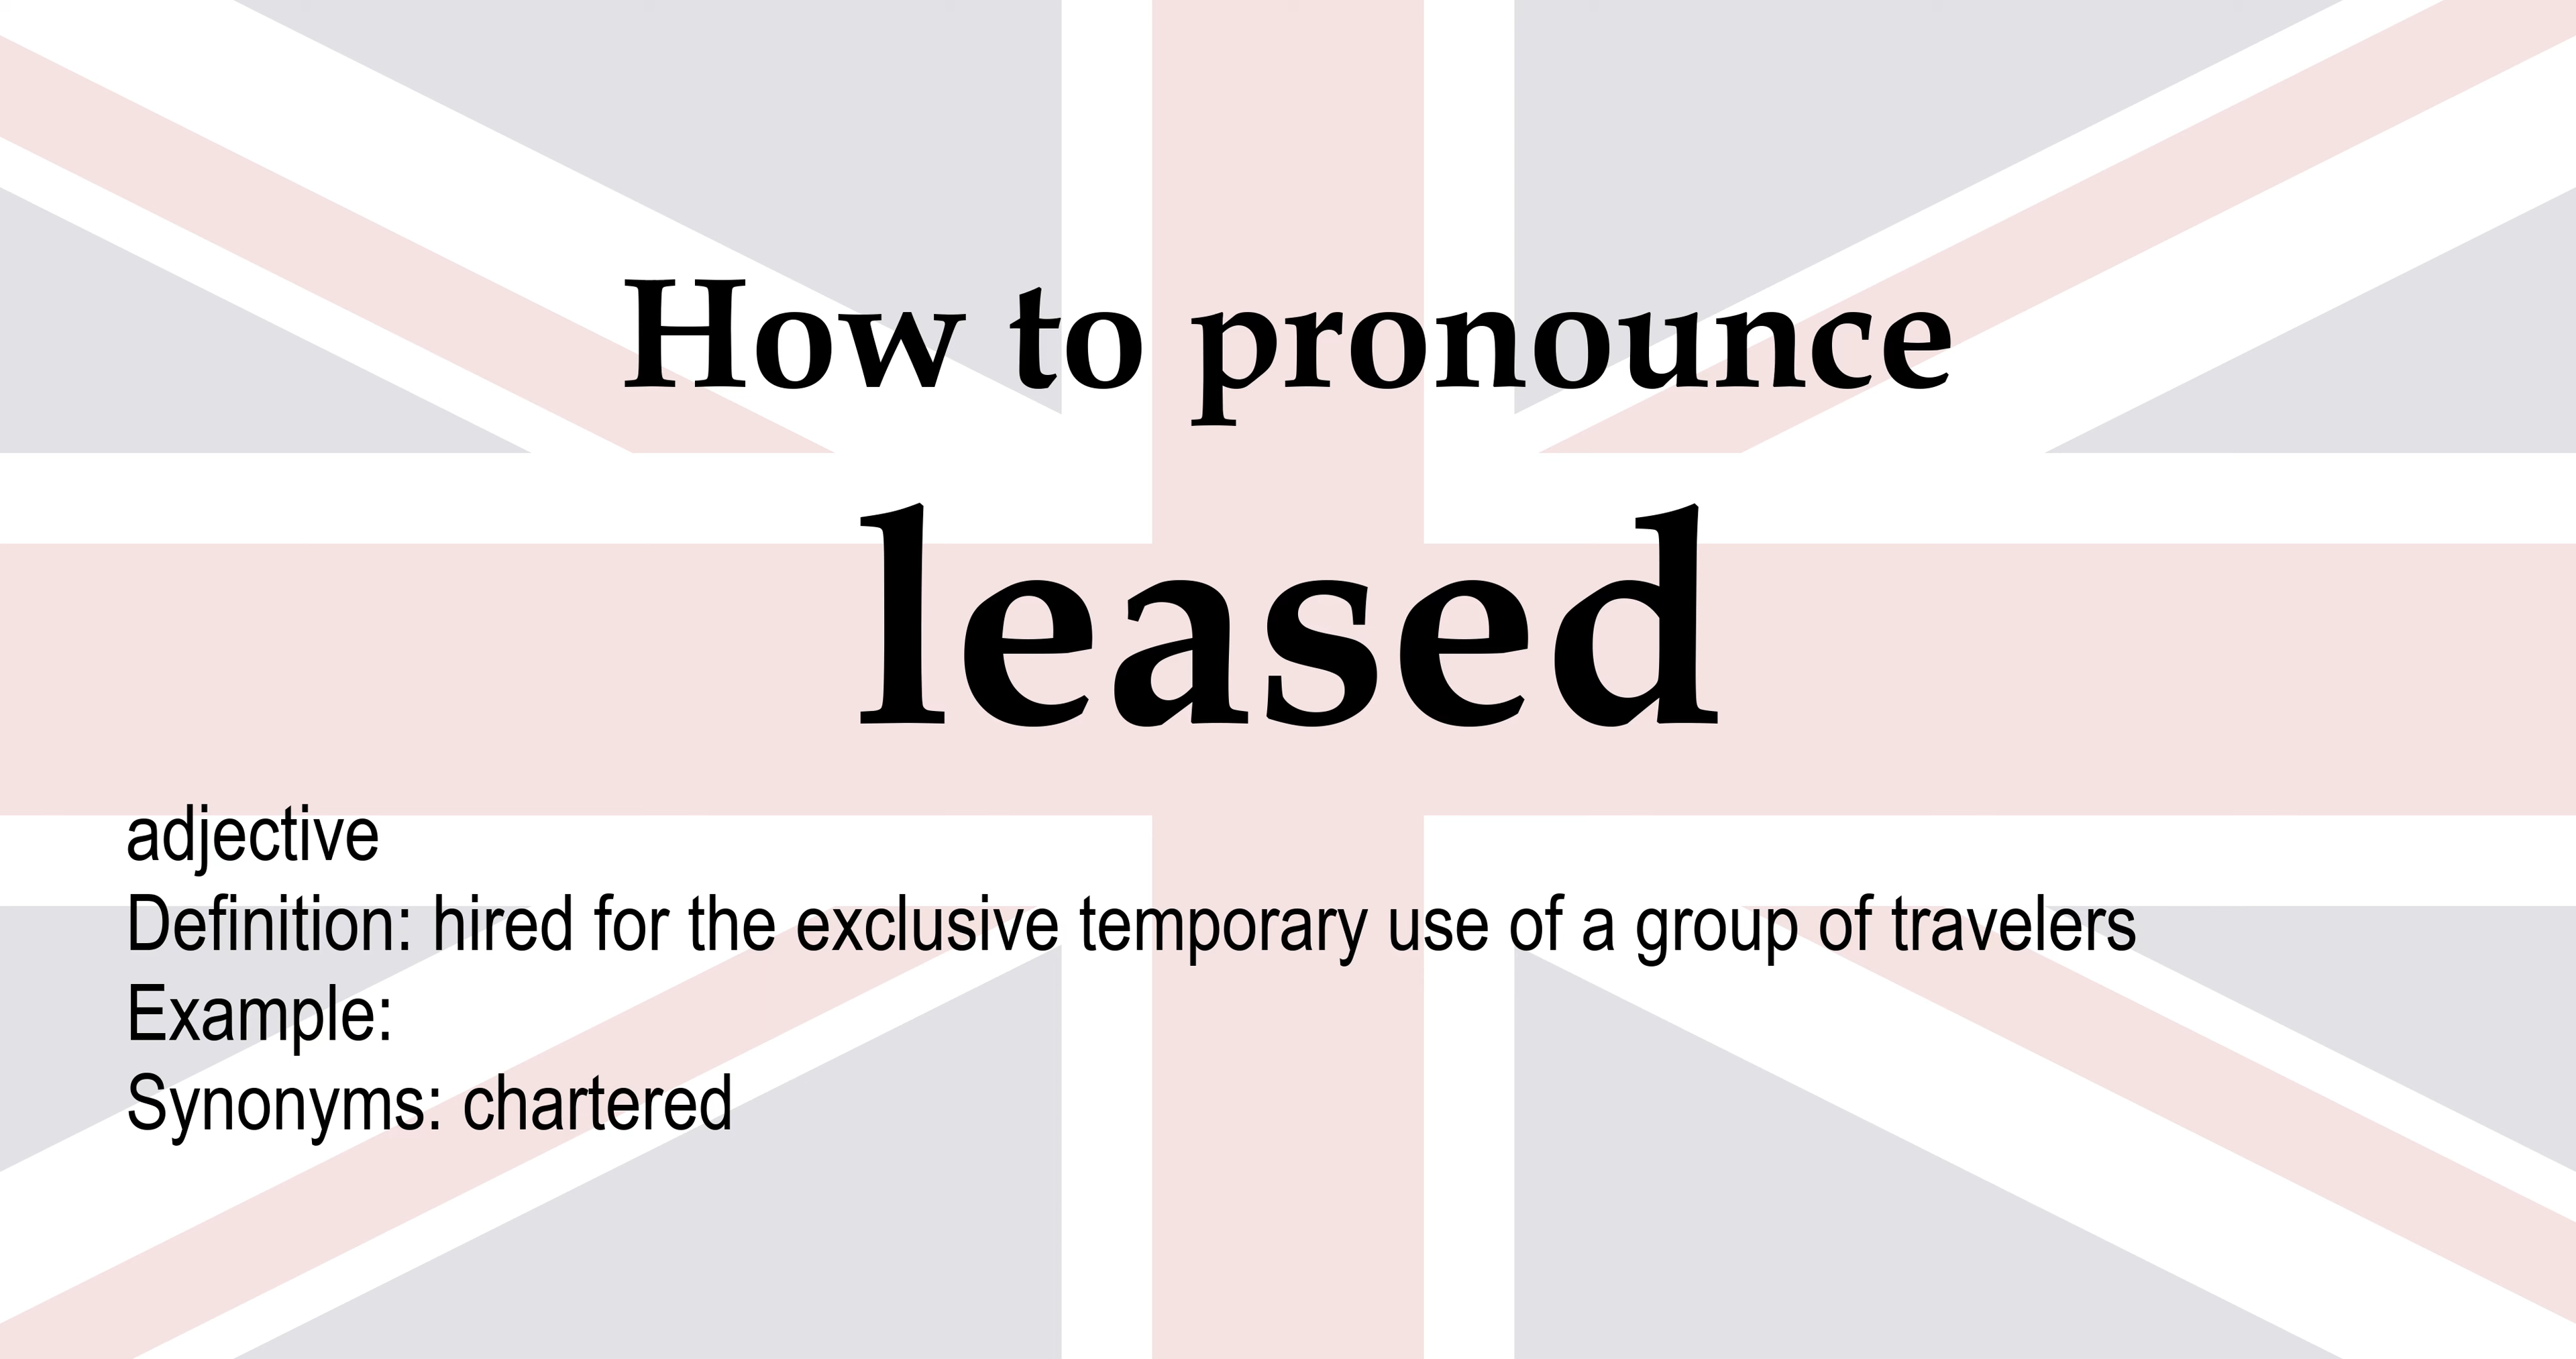 How to pronounce
leased
adjective
Definition: hired for the exclusive temporary use of a group of travelers
Example:
Synonyms: chartered